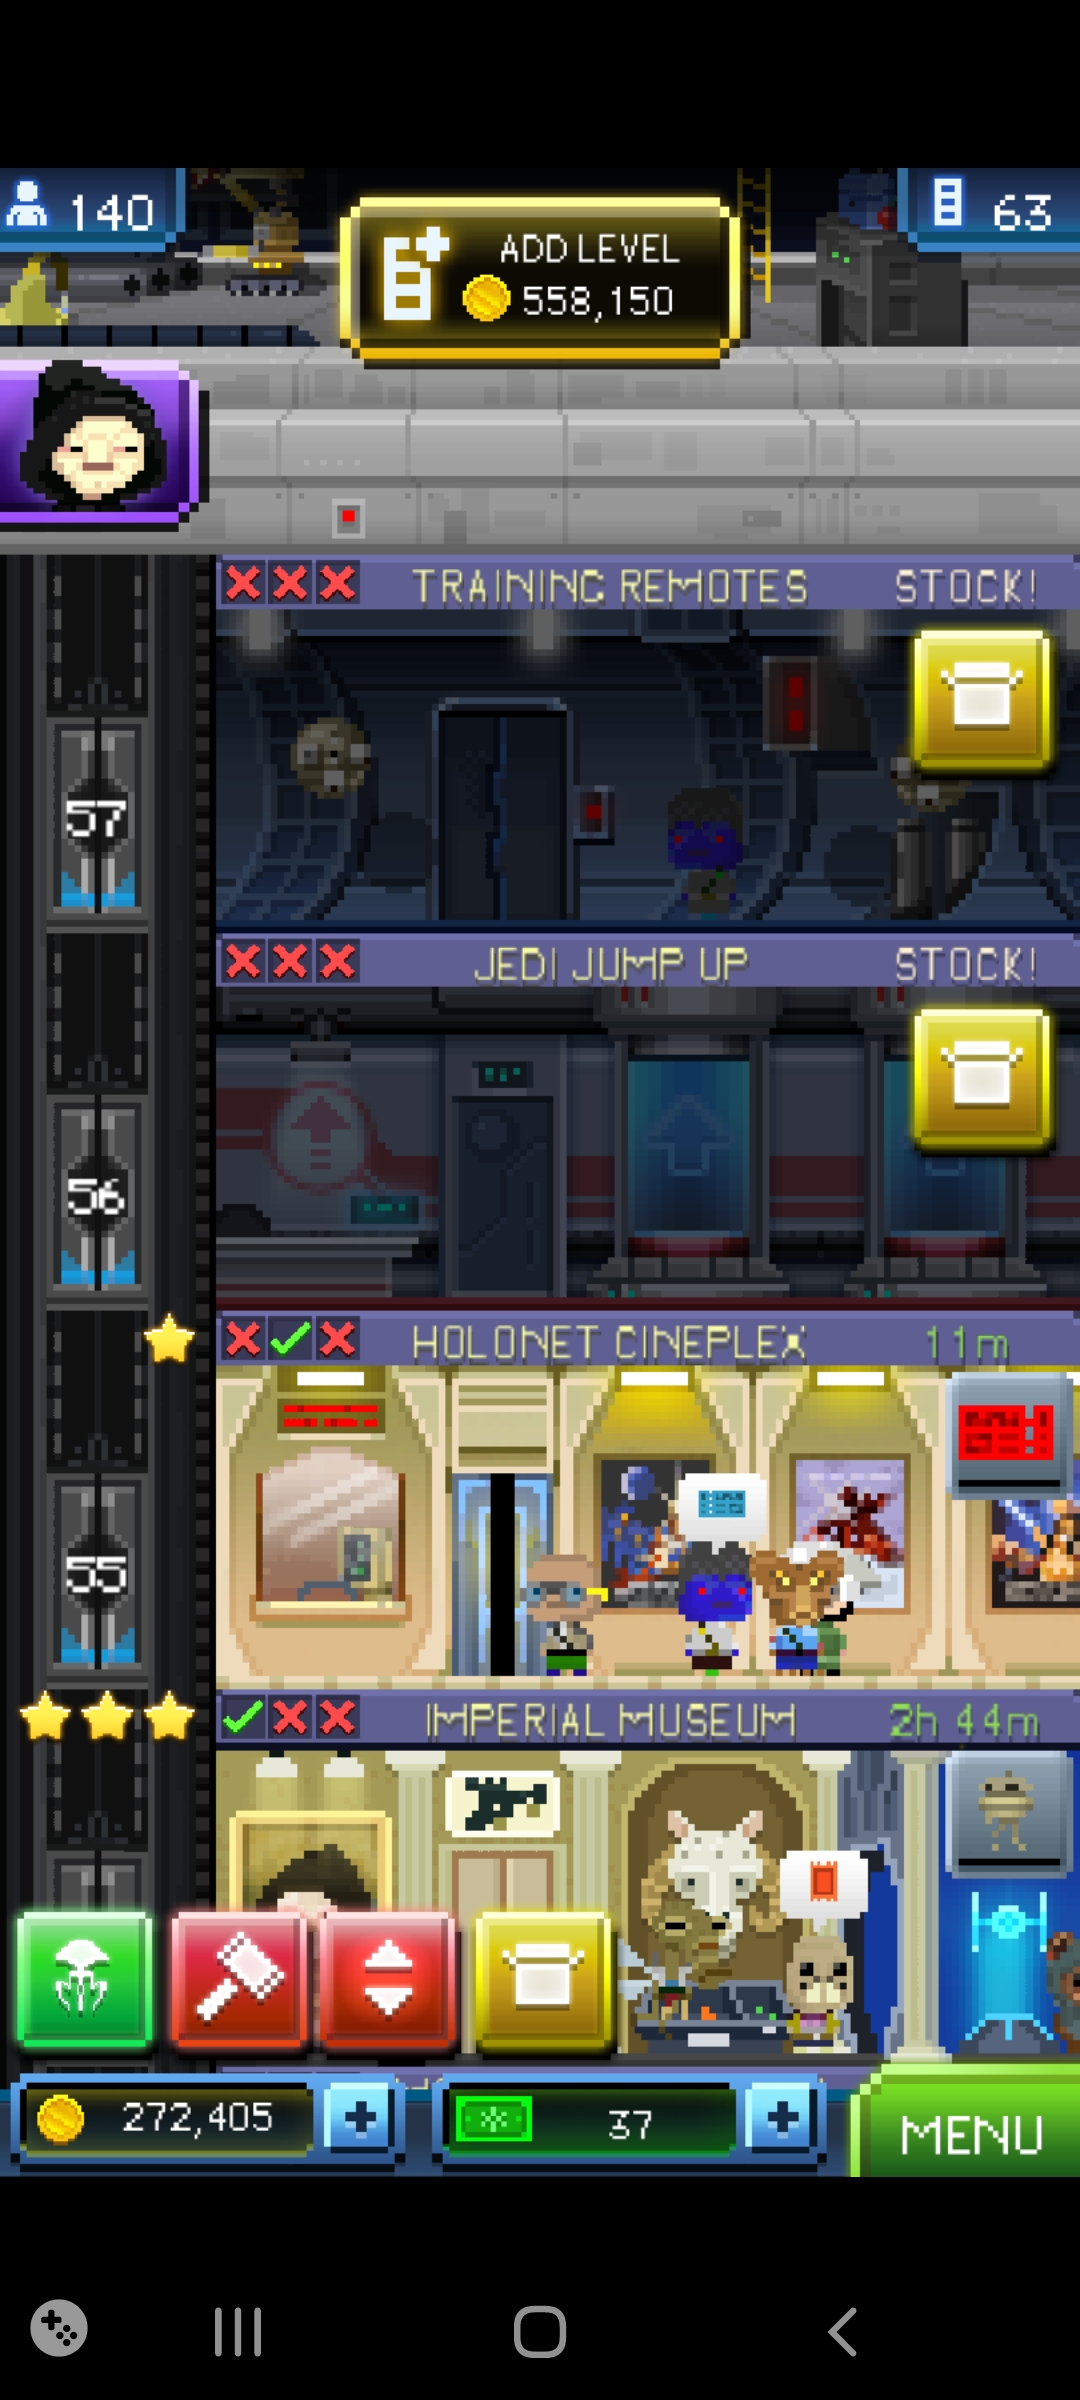 140
ADD LEVEL
558,150
63
TRAINING REMOTES STOCK!
57
JEDI JUMP UP STOCK!
56
HOLONET CINEPLEX 11m
55
IMPERIAL MUSEUM 2h 44m
272,405
37
MENU